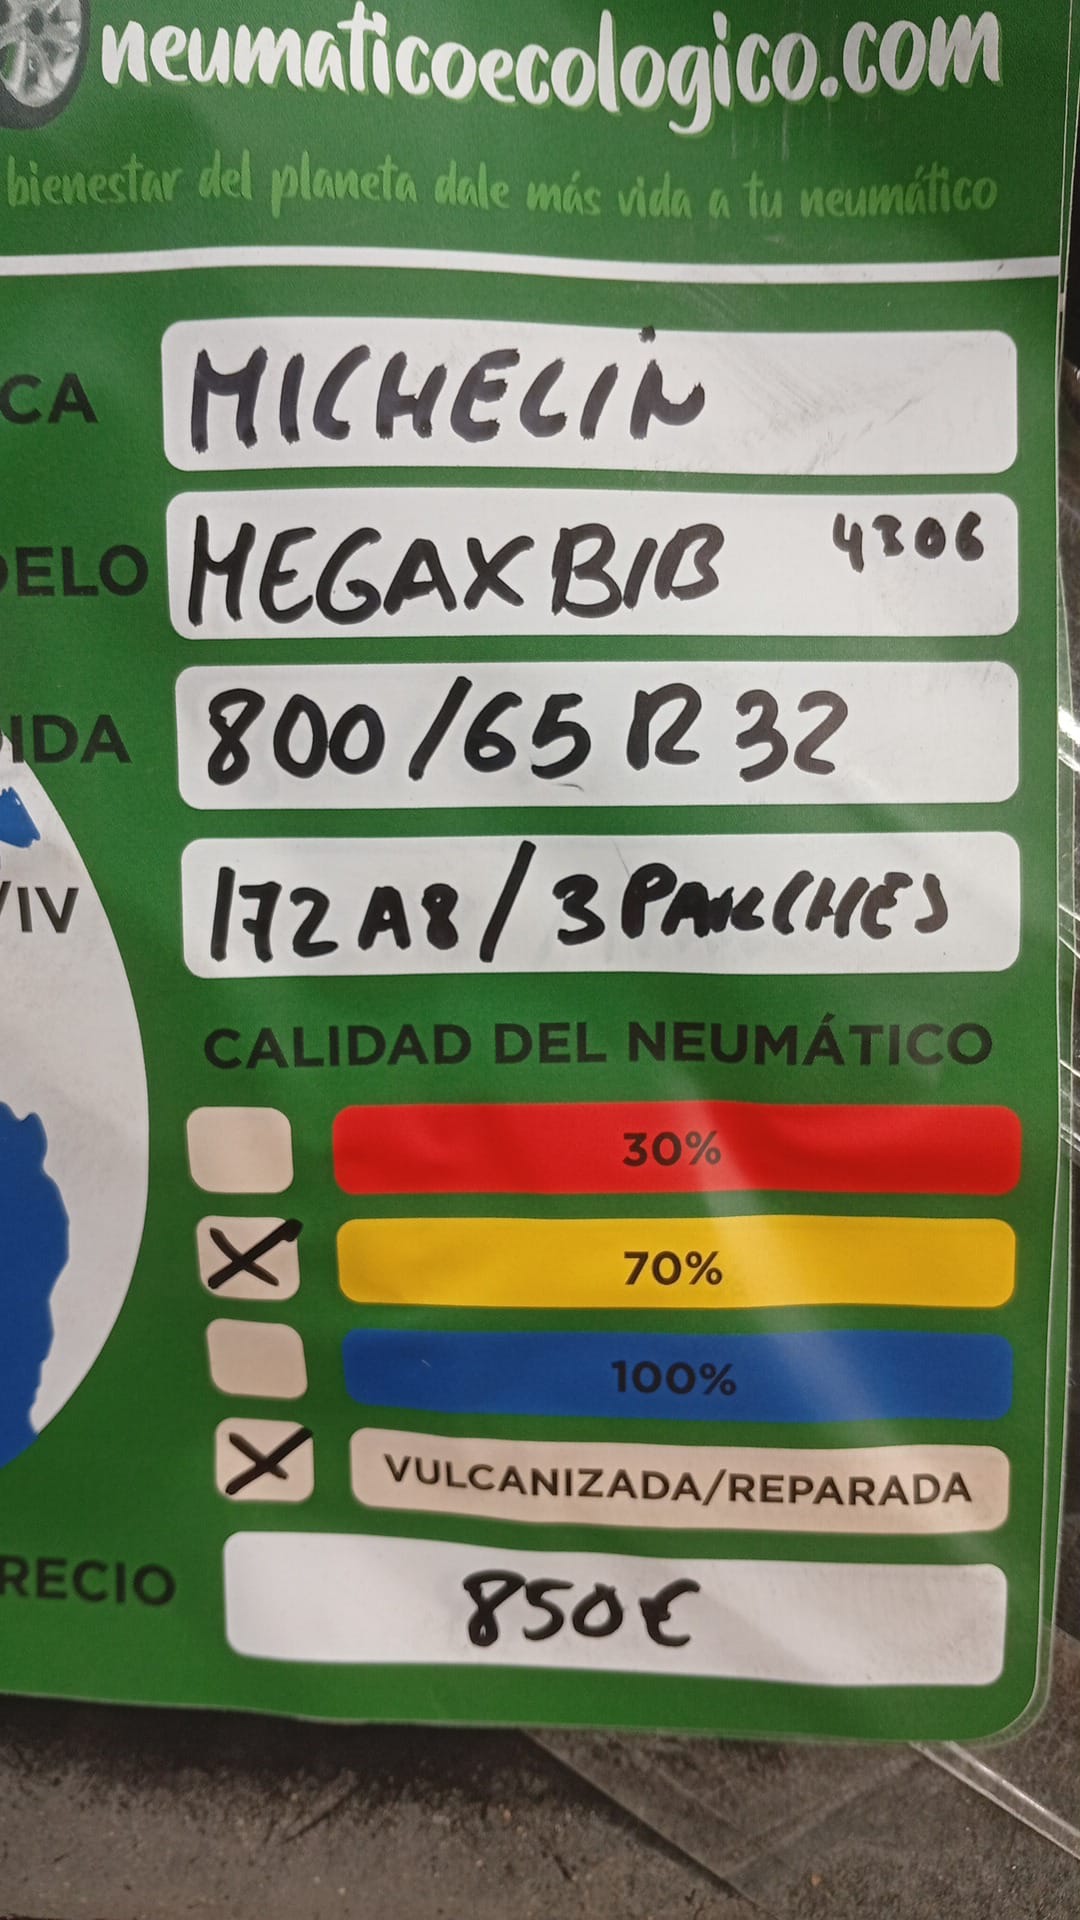 neumaticoecologico.com
bienestar del planeta dale más vida a tu neumático
CA MICHELIN
DELO MEGAXBIB 4306
IDA 800/65 R 32
/IV 172 A8 / 3 PARCHES
CALIDAD DEL NEUMÁTICO
30%
X 70%
100%
X VULCANIZADA/REPARADA
RECIO 850€